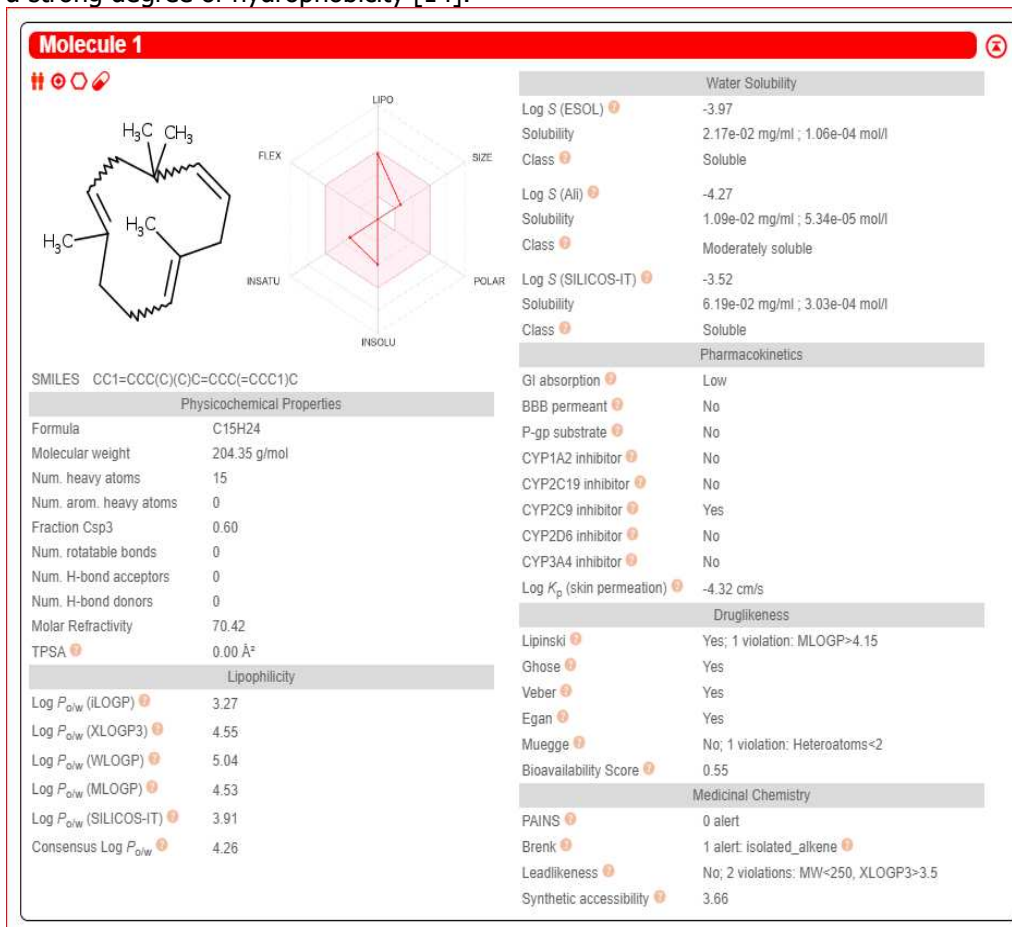 a strong degree of hydrophobicity [14].
Molecule 1
H3C CH3
H3C
H3C
LIPO
FLEX
SIZE
INSATU
POLAR
INSOLU
SMILES CC1=CCC(C)(C)C=CCC(=CCC1)C
Physicochemical Properties
Formula C15H24
Molecular weight 204.35 g/mol
Num. heavy atoms 15
Num. arom. heavy atoms 0
Fraction Csp3 0.60
Num. rotatable bonds 0
Num. H-bond acceptors 0
Num. H-bond donors 0
Molar Refractivity 70.42
TPSA ? 0.00 Å²
Lipophilicity
Log Po/w (iLOGP) ? 3.27
Log Po/w (XLOGP3) ? 4.55
Log Po/w (WLOGP) ? 5.04
Log Po/w (MLOGP) ? 4.53
Log Po/w (SILICOS-IT) ? 3.91
Consensus Log Po/w ? 4.26
Water Solubility
Log S (ESOL) ? -3.97
Solubility 2.17e-02 mg/ml ; 1.06e-04 mol/l
Class ? Soluble
Log S (Ali) ? -4.27
Solubility 1.09e-02 mg/ml ; 5.34e-05 mol/l
Class ? Moderately soluble
Log S (SILICOS-IT) ? -3.52
Solubility 6.19e-02 mg/ml ; 3.03e-04 mol/l
Class ? Soluble
Pharmacokinetics
GI absorption ? Low
BBB permeant ? No
P-gp substrate ? No
CYP1A2 inhibitor ? No
CYP2C19 inhibitor ? No
CYP2C9 inhibitor ? Yes
CYP2D6 inhibitor ? No
CYP3A4 inhibitor ? No
Log Kp (skin permeation) ? -4.32 cm/s
Druglikeness
Lipinski ? Yes; 1 violation: MLOGP>4.15
Ghose ? Yes
Veber ? Yes
Egan ? Yes
Muegge ? No; 1 violation: Heteroatoms<2
Bioavailability Score ? 0.55
Medicinal Chemistry
PAINS ? 0 alert
Brenk ? 1 alert: isolated_alkene ?
Leadlikeness ? No; 2 violations: MW<250, XLOGP3>3.5
Synthetic accessibility ? 3.66